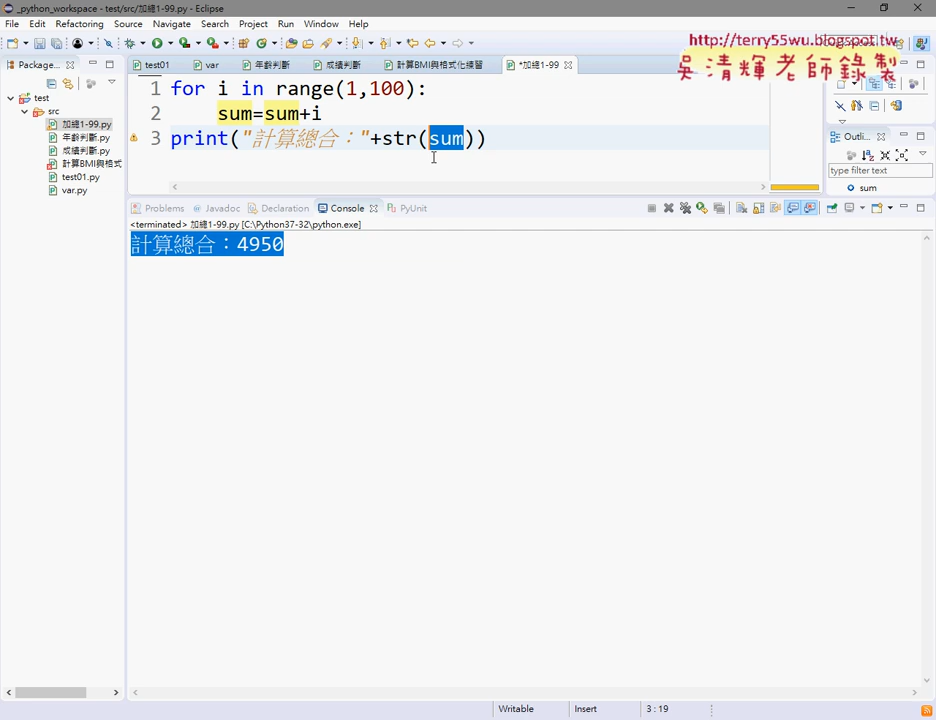 _python_workspace - test/src/加總1-99.py - Eclipse
File Edit Refactoring Source Navigate Search Project Run Window Help
http://terry55wu.blogspot.tw
吳清輝老師錄製
Package...
test01
var
年齡判斷
成績判斷
計算BMI與格式化練習
*加總1-99
test
src
加總1-99.py
年齡判斷.py
成績判斷.py
計算BMI與格式
test01.py
var.py
1 for i in range(1,100):
2 sum=sum+i
3 print("計算總合："+str(sum))
Outli...
type filter text
sum
Problems Javadoc Declaration Console PyUnit
<terminated> 加總1-99.py [C:\Python37-32\python.exe]
計算總合：4950
Writable Insert 3 : 19